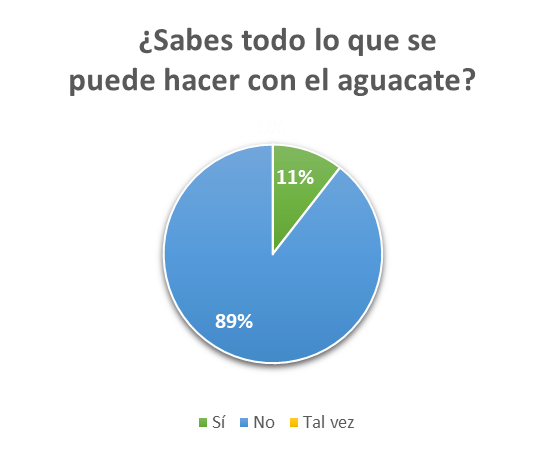 ¿Sabes todo lo que se
puede hacer con el aguacate?
11%
89%
Sí No Tal vez